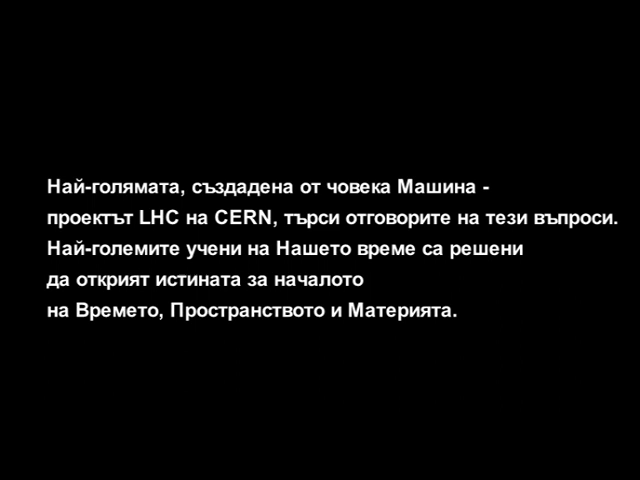 Най-голямата, създадена от човека Машина -
проектът LHC на CERN, търси отговорите на тези въпроси.
Най-големите учени на Нашето време са решени
да открият истината за началото
на Времето, Пространството и Материята.